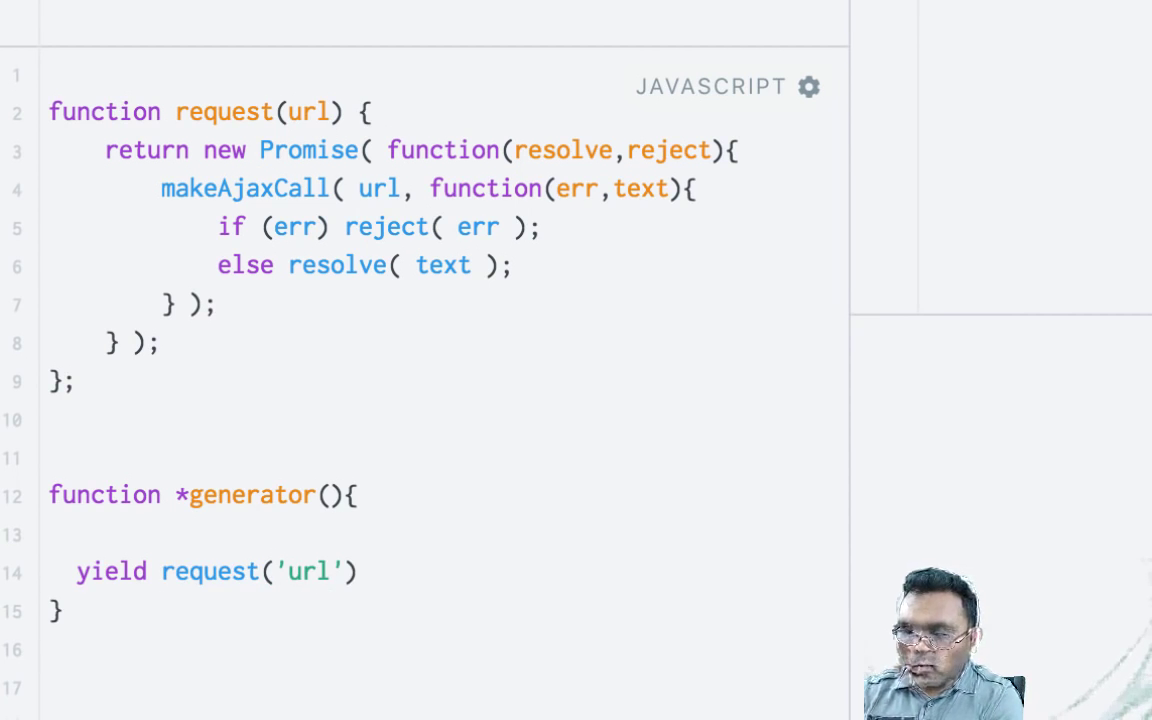 JAVASCRIPT
1
2 function request(url) {
3 return new Promise( function(resolve,reject){
4 makeAjaxCall( url, function(err,text){
5 if (err) reject( err );
6 else resolve( text );
7 } );
8 } );
9 };
10
11
12 function *generator(){
13
14 yield request('url')
15 }
16
17